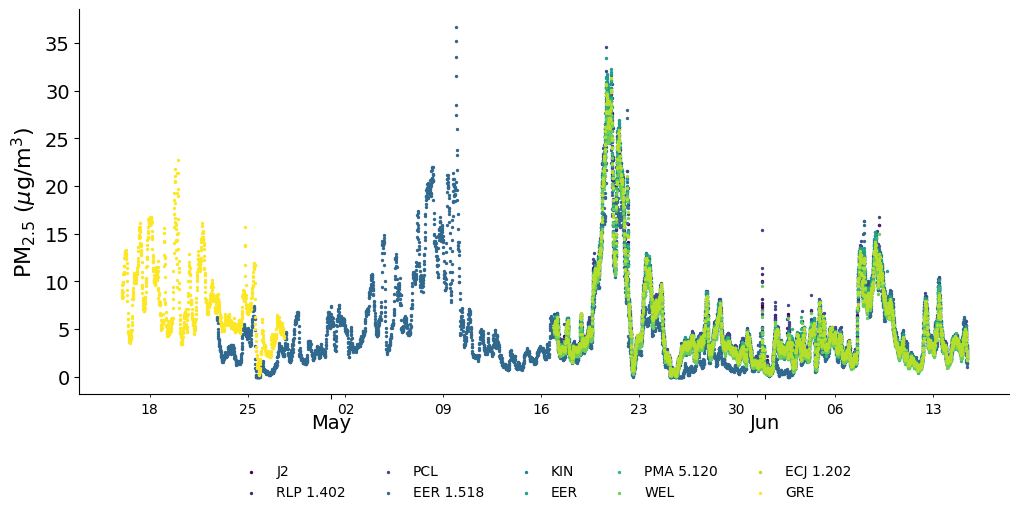 35
30
25
20
15
10
5
0
PM2.5 (μg/m³)
18 25 02 09 16 23 30 06 13
May Jun
J2 PCL KIN PMA 5.120 ECJ 1.202
RLP 1.402 EER 1.518 EER WEL GRE